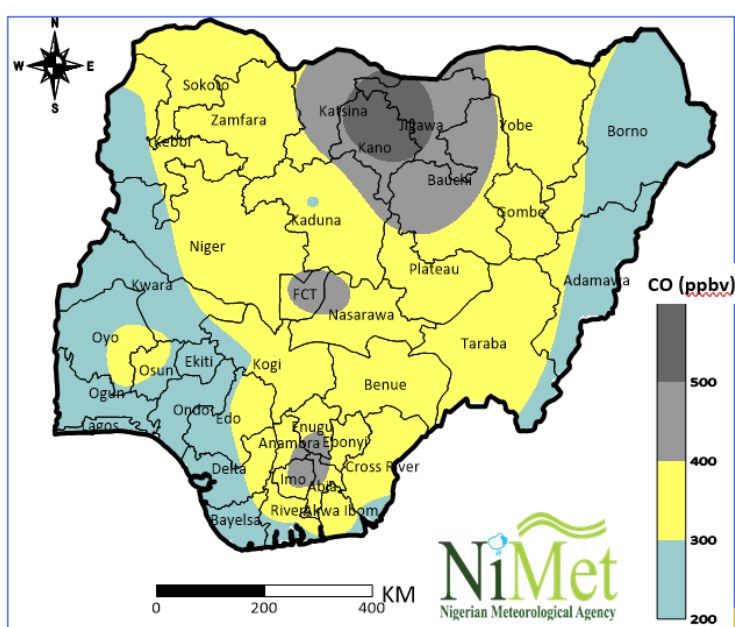 N
W E
S
Sokoto
Katsina
Zamfara
Jigawa
Yobe
Borno
Kebbi
Kano
Bauchi
Gombe
Kaduna
Niger
Plateau
Adamawa
CO (ppbv)
Kwara
FCT
Nasarawa
Oyo
Osun
Ekiti
Kogi
Taraba
Benue
500
Ogun
Ondo
Edo
Lagos
Enugu
Anambra
Ebonyi
400
Delta
Imo
Abia
Cross River
Bayelsa
Rivers
Akwa Ibom
300
NiMet
Nigerian Meteorological Agency
KM
0 200 400
200